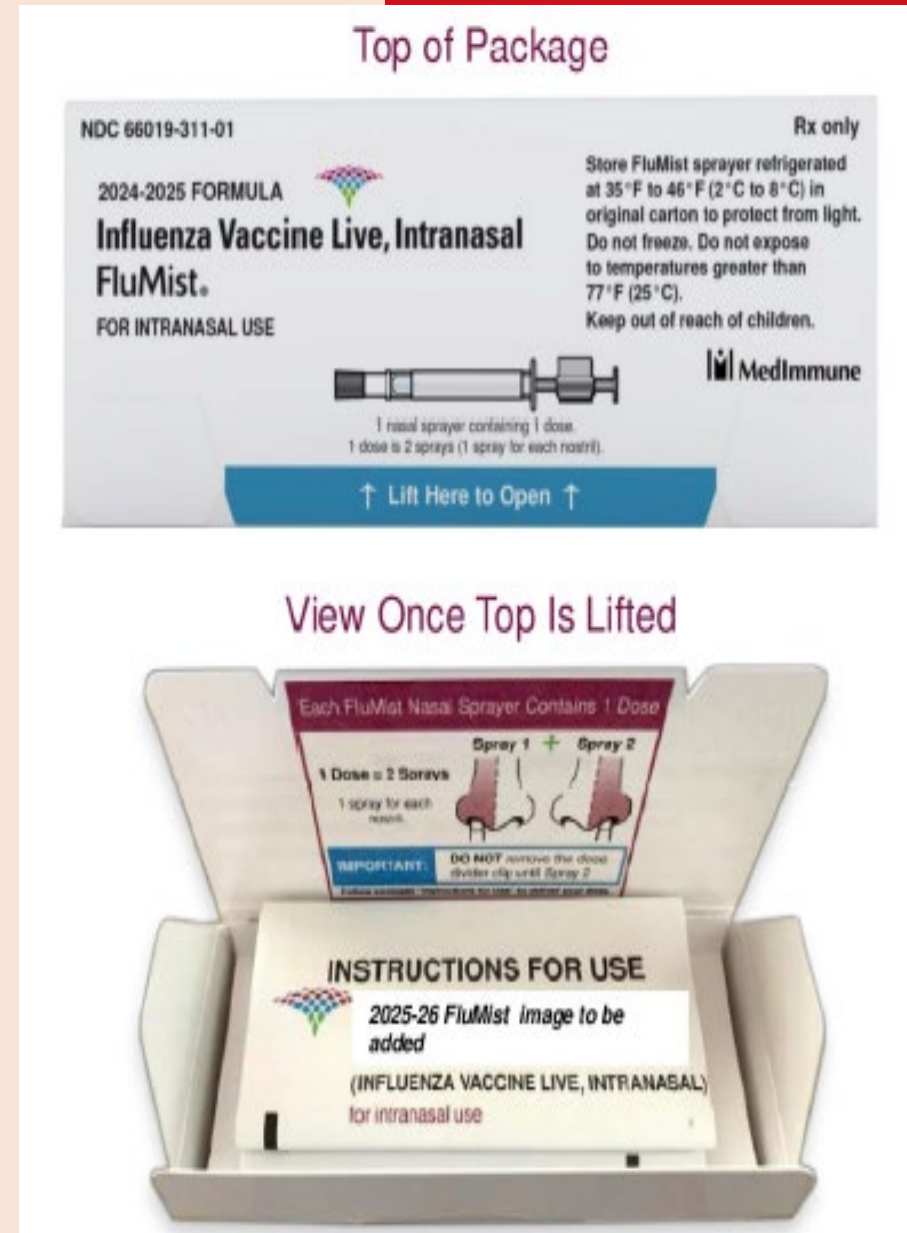 Top of Package
NDC 66019-311-01
Rx only
2024-2025 FORMULA
Influenza Vaccine Live, Intranasal
FluMist®
FOR INTRANASAL USE
Store FluMist sprayer refrigerated
at 35°F to 46°F (2°C to 8°C) in
original carton to protect from light.
Do not freeze. Do not expose
to temperatures greater than
77°F (25°C).
Keep out of reach of children.
MedImmune
1 nasal sprayer containing 1 dose.
1 dose is 2 sprays (1 spray for each nostril).
↑ Lift Here to Open ↑
View Once Top Is Lifted
Each FluMist Nasal Sprayer Contains 1 Dose
Spray 1 + Spray 2
1 Dose = 2 Sprays
1 spray for each
nostril.
IMPORTANT:
DO NOT remove the dose
divider clip until Spray 2
INSTRUCTIONS FOR USE
2025-26 FluMist image to be
added
(INFLUENZA VACCINE LIVE, INTRANASAL)
for intranasal use